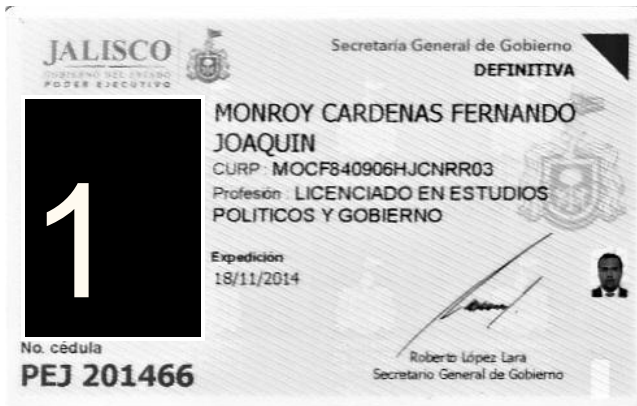 JALISCO
GOBIERNO DEL ESTADO
PODER EJECUTIVO
Secretaría General de Gobierno
DEFINITIVA
MONROY CARDENAS FERNANDO
JOAQUIN
CURP: MOCF840906HJCNRR03
Profesión: LICENCIADO EN ESTUDIOS
POLITICOS Y GOBIERNO
1
Expedición
18/11/2014
Roberto López Lara
Secretario General de Gobierno
No. cédula
PEJ 201466